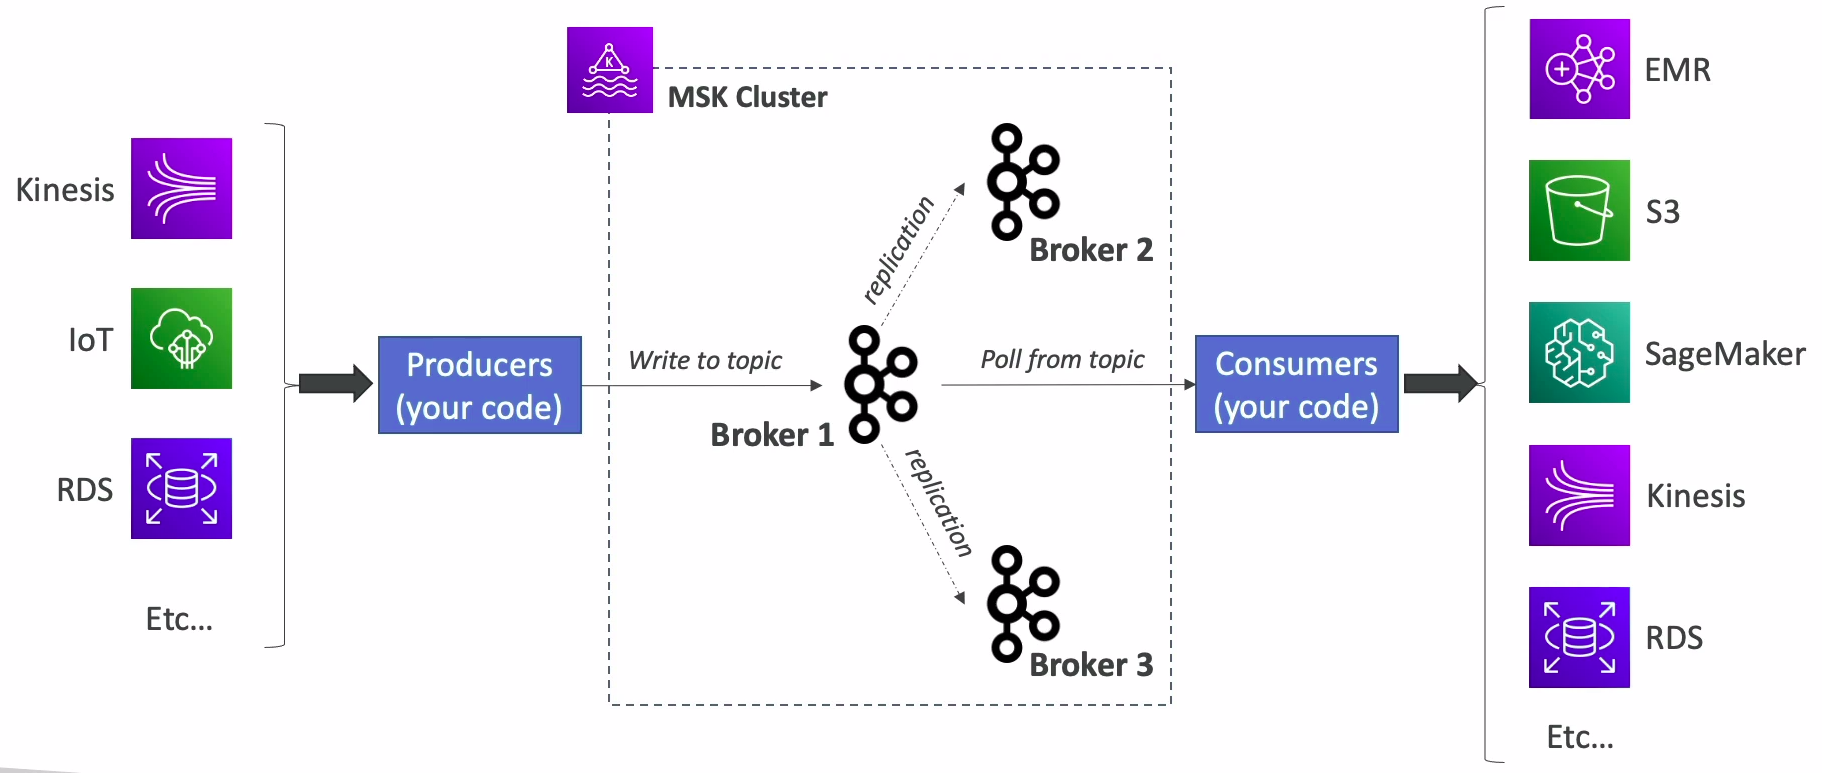 Kinesis
IoT
RDS
Etc...
Producers
(your code)
MSK Cluster
K
Write to topic
Broker 1
replication
replication
Broker 2
Broker 3
Poll from topic
Consumers
(your code)
EMR
S3
SageMaker
Kinesis
RDS
Etc...